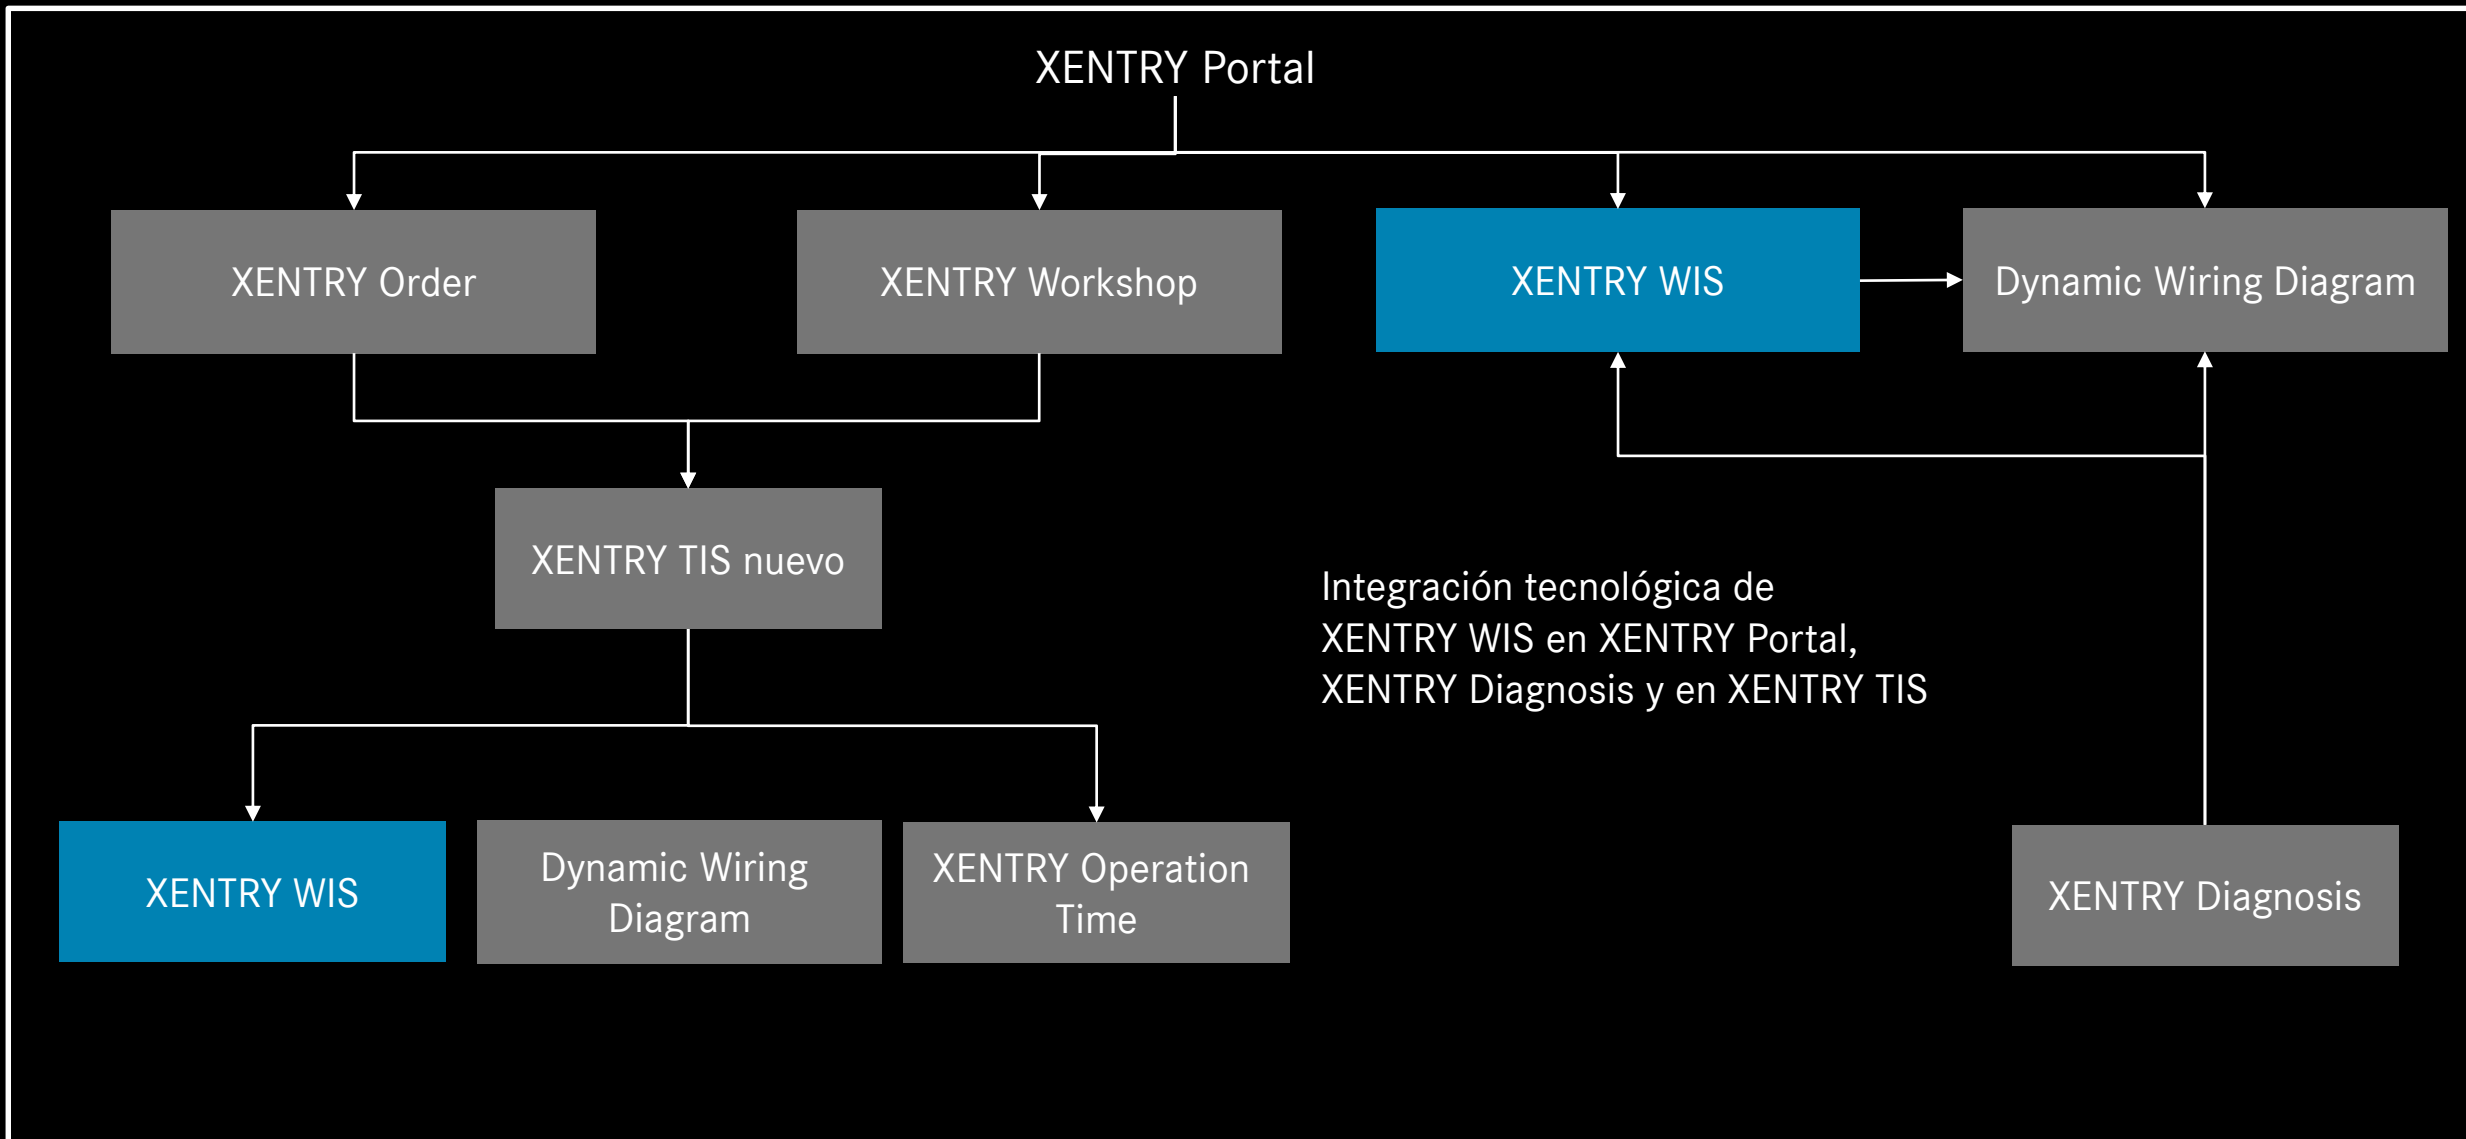 XENTRY Portal
XENTRY Order
XENTRY Workshop
XENTRY WIS
Dynamic Wiring Diagram
XENTRY TIS nuevo
Integración tecnológica de
XENTRY WIS en XENTRY Portal,
XENTRY Diagnosis y en XENTRY TIS
XENTRY WIS
Dynamic Wiring
Diagram
XENTRY Operation
Time
XENTRY Diagnosis